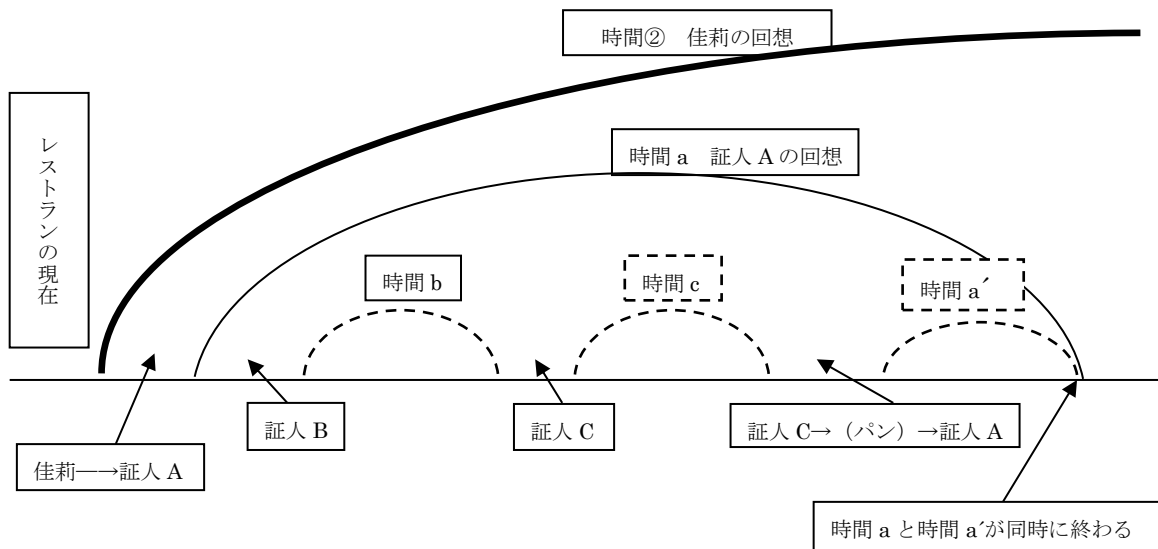 時間② 佳莉の回想
レストランの現在
時間 a 証人 A の回想
時間 b
時間 c
時間 a´
証人 B
証人 C
証人 C→（パン）→証人 A
佳莉―→証人 A
時間 a と時間 a´が同時に終わる